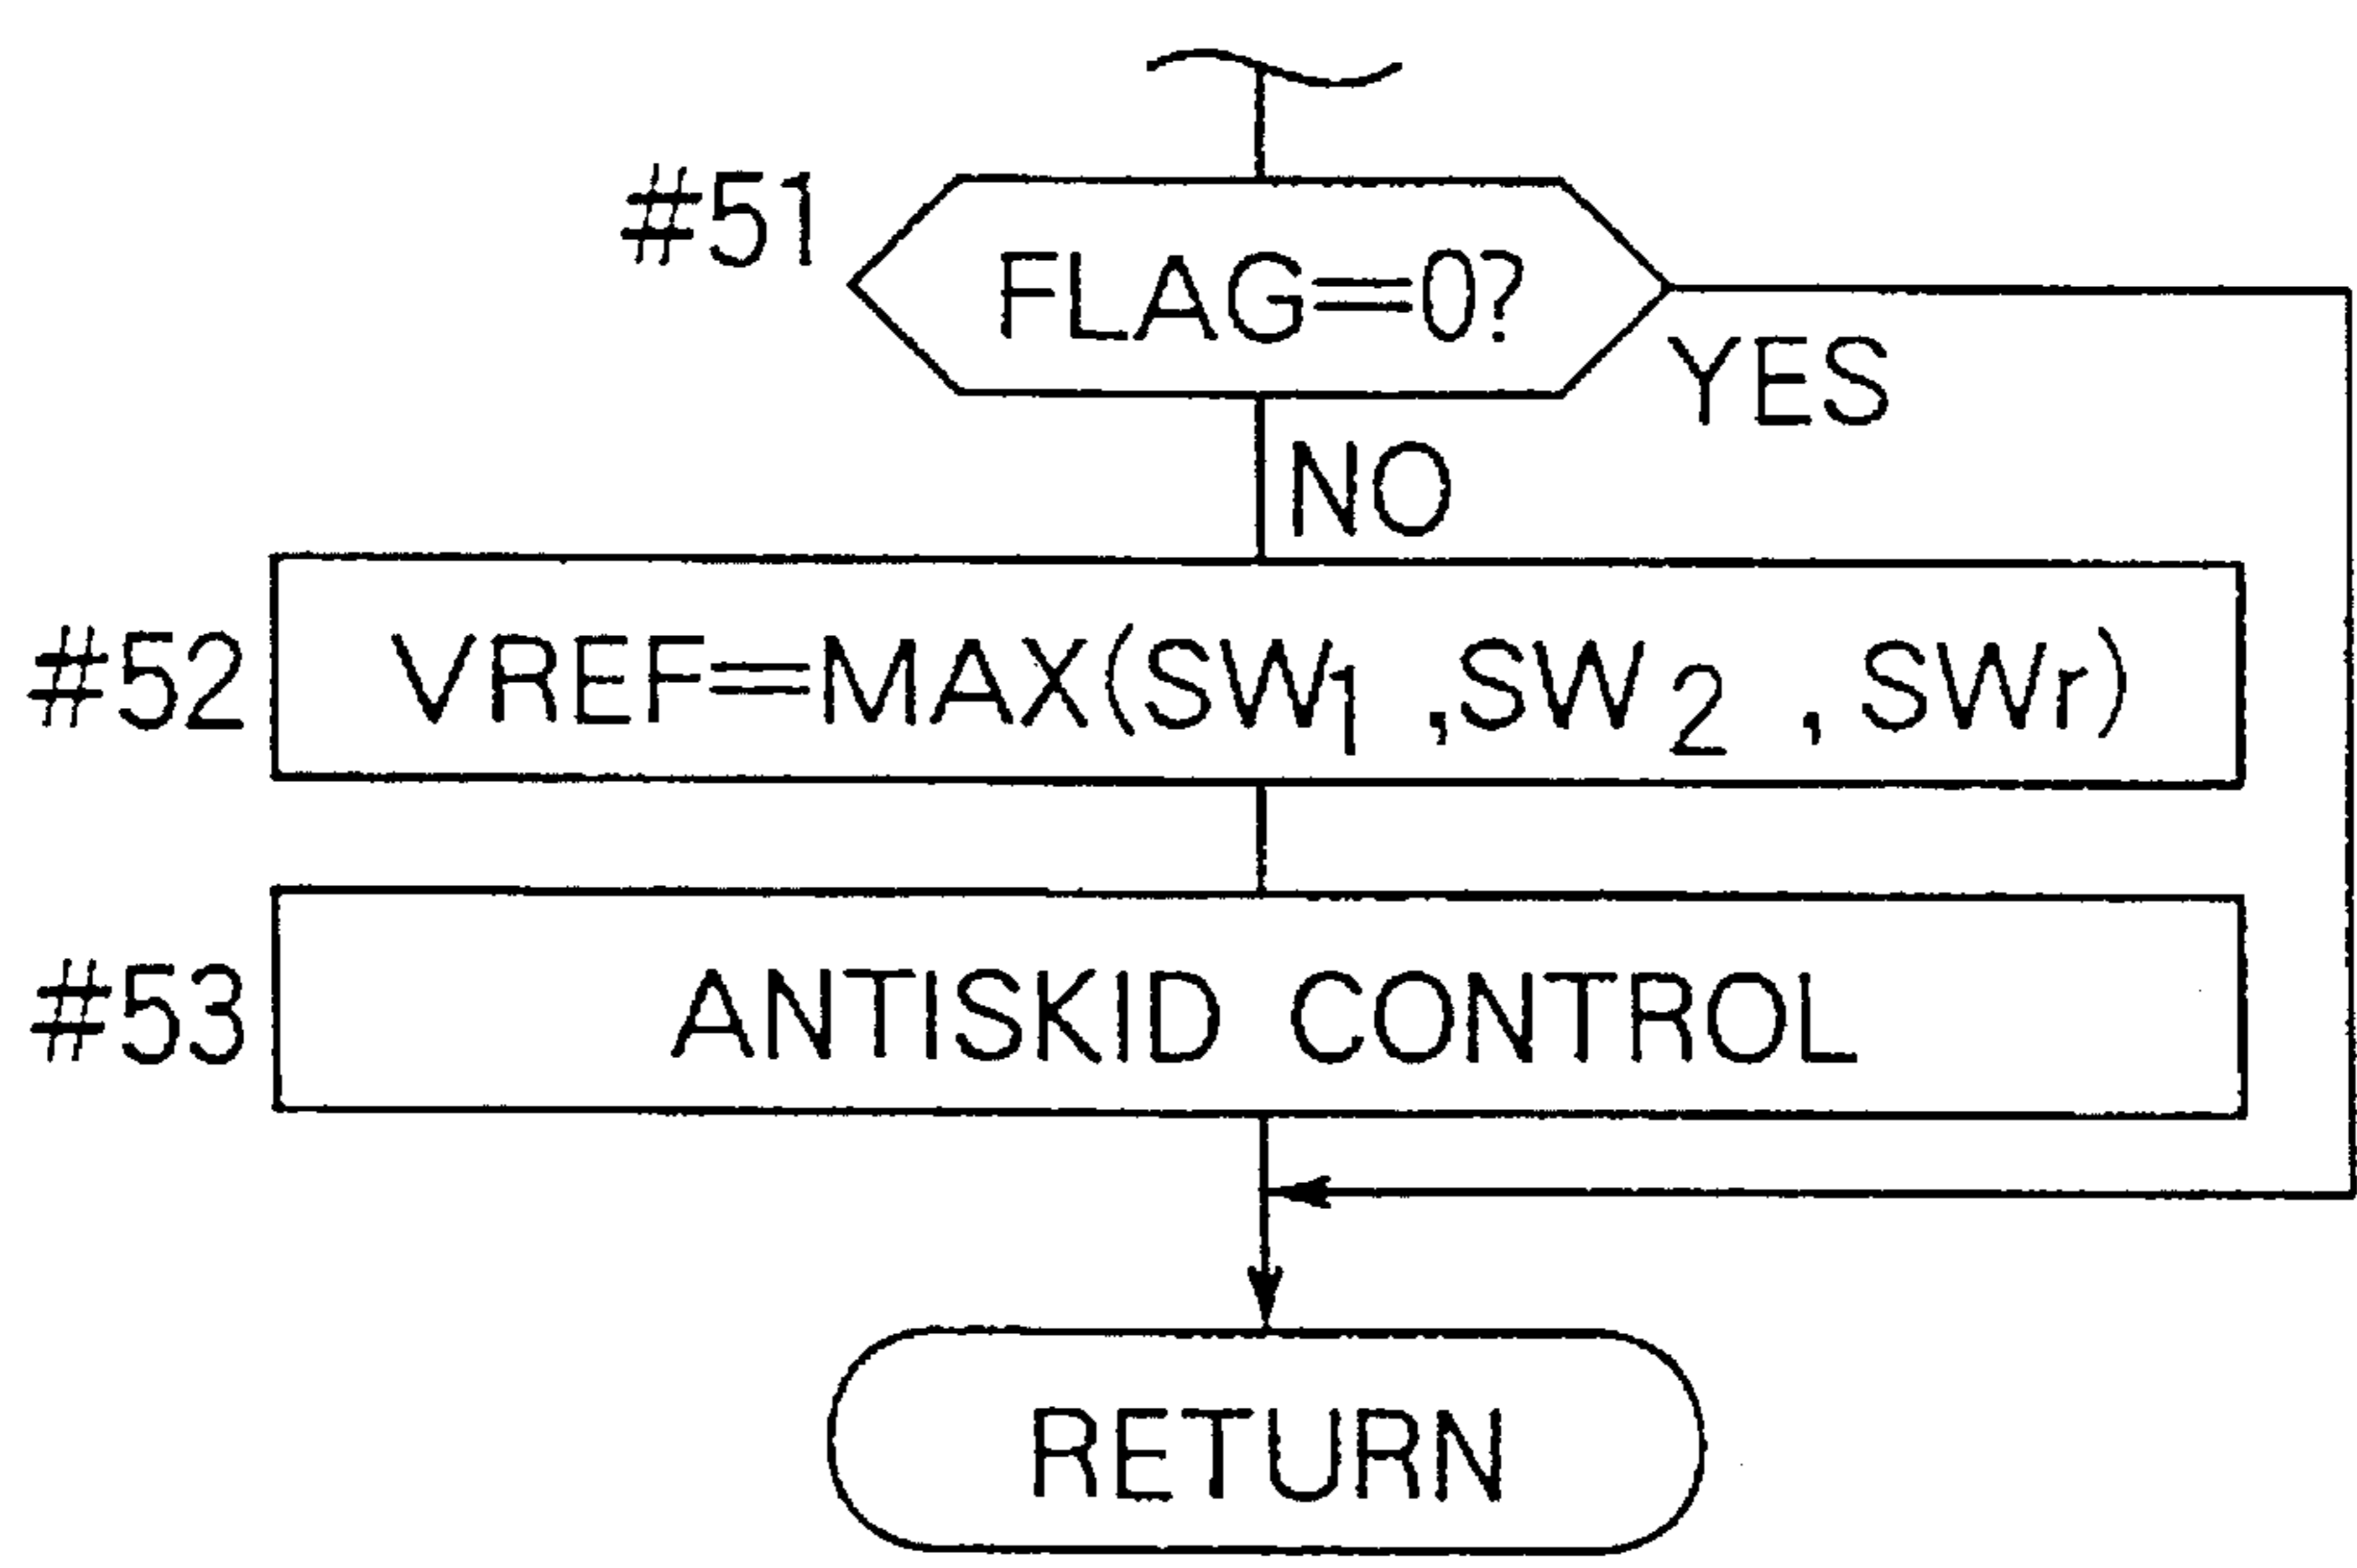 #51
FLAG=0?
YES
NO
#52 VREF=MAX(SW₁,SW₂, SWr)
#53 ANTISKID CONTROL
RETURN